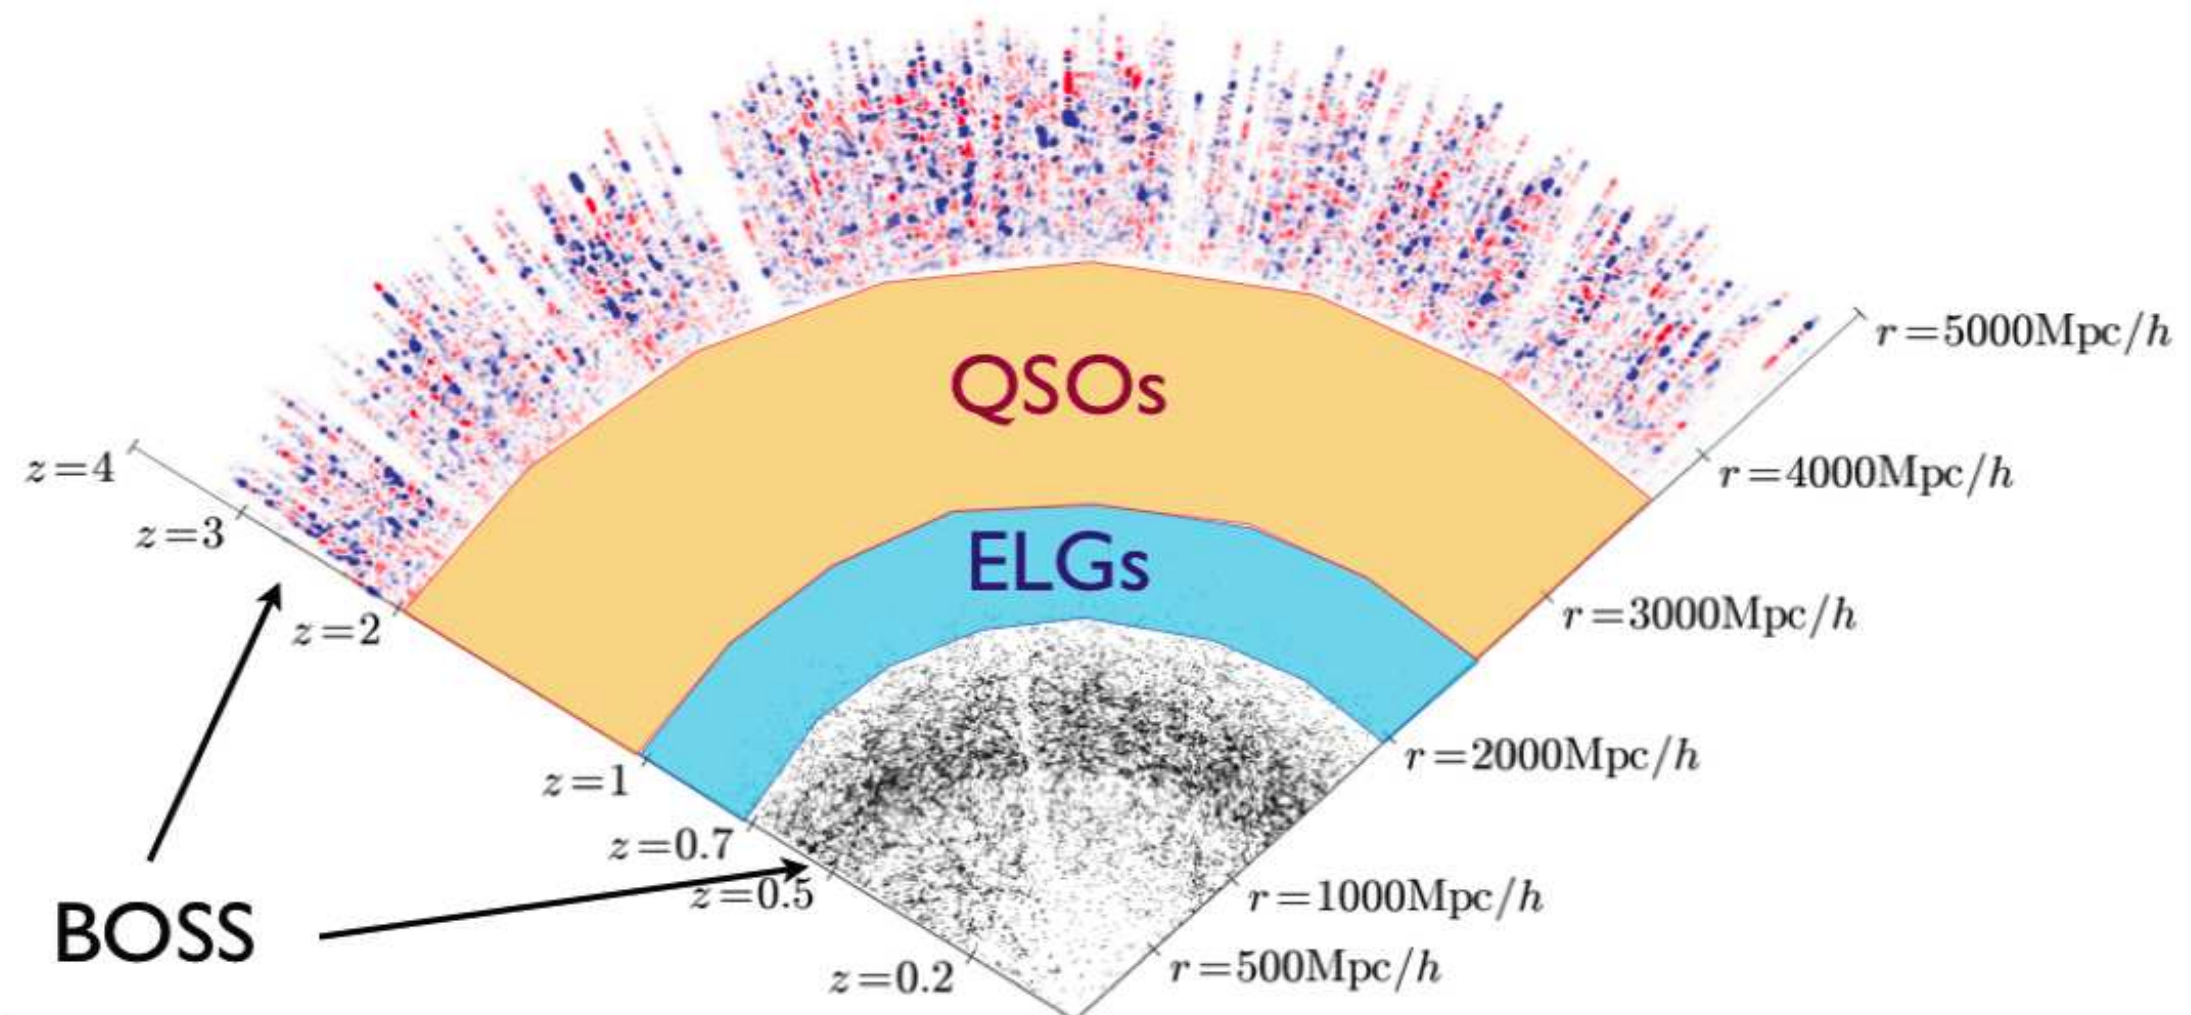 QSOs
ELGs
BOSS
z=4
z=3
z=2
z=1
z=0.7
z=0.5
z=0.2
r=5000Mpc/h
r=4000Mpc/h
r=3000Mpc/h
r=2000Mpc/h
r=1000Mpc/h
r=500Mpc/h